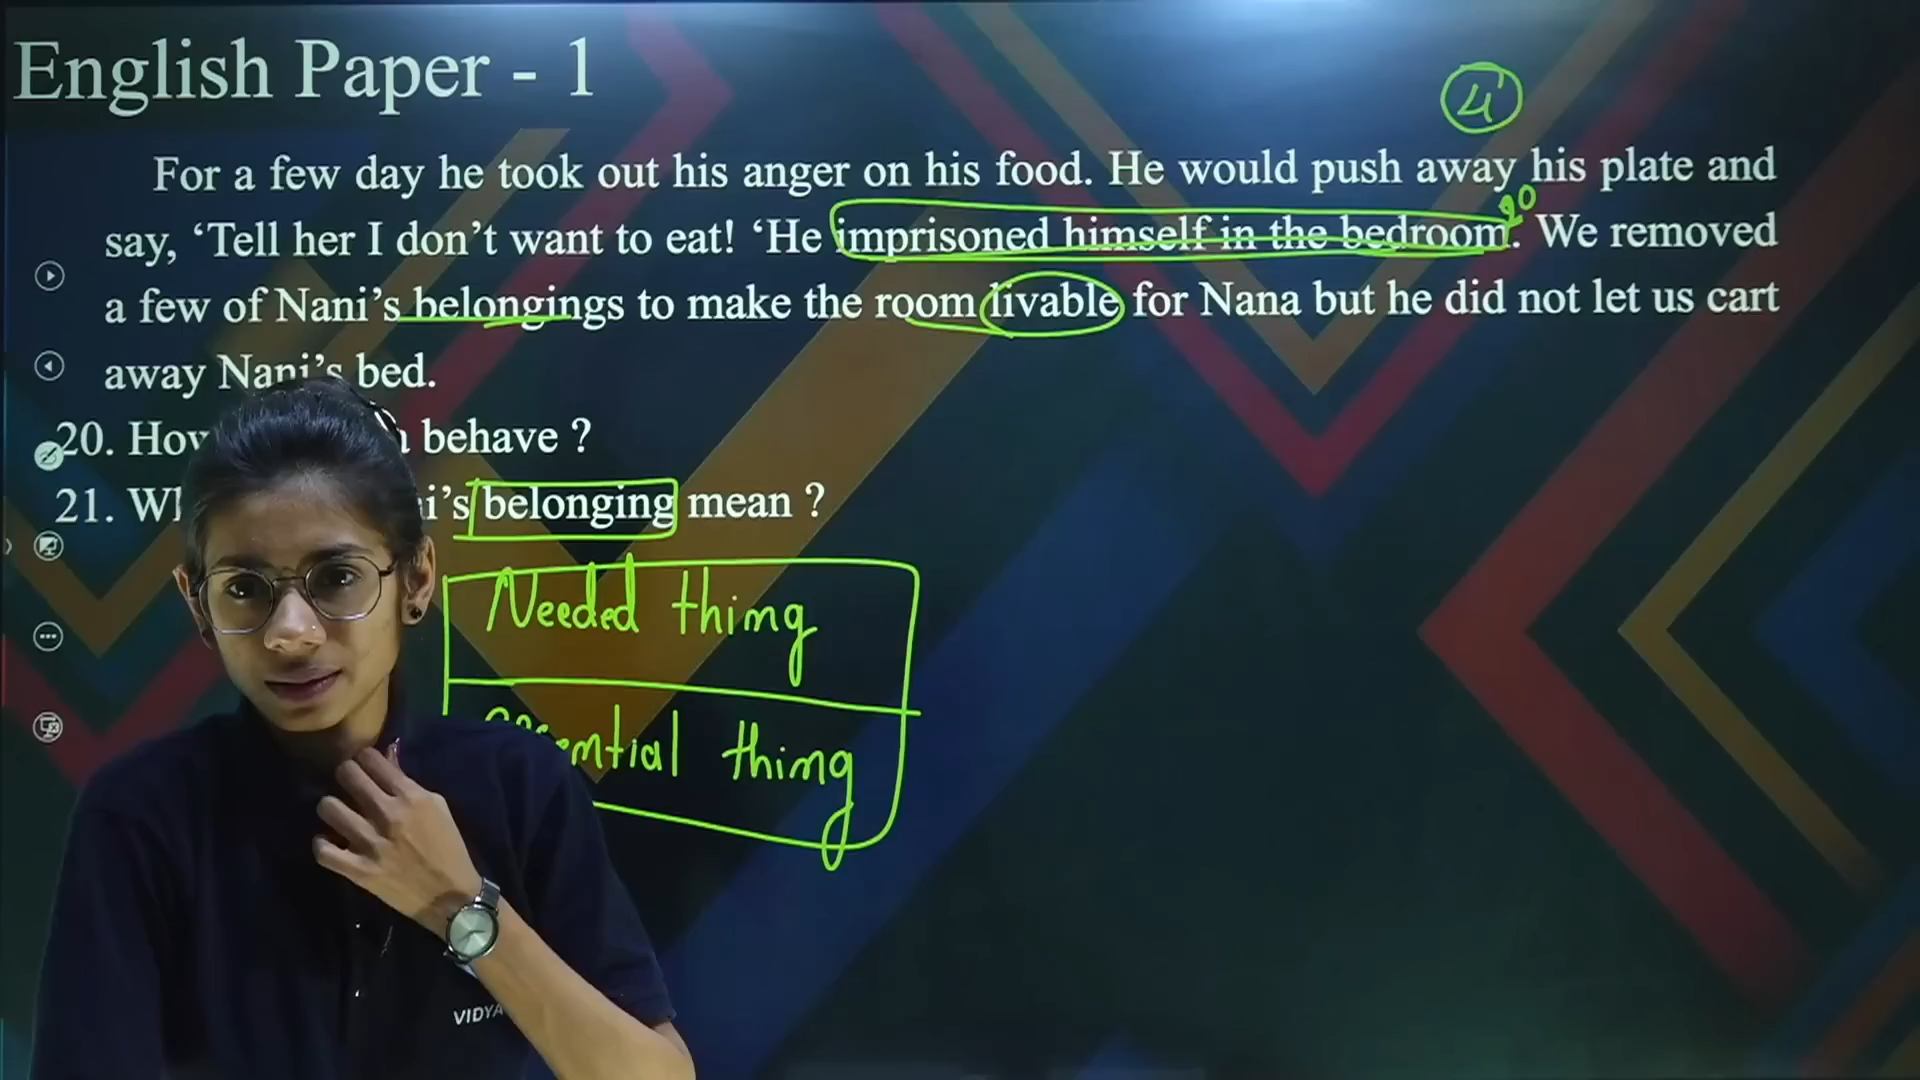 English Paper - 1
4
For a few day he took out his anger on his food. He would push away his plate and
20
say, ‘Tell her I don’t want to eat! ‘He imprisoned himself in the bedroom. We removed
a few of Nani’s belongings to make the room livable for Nana but he did not let us cart
away Nani’s bed.
20. behave ?
21. belonging mean ?
Needed thing
thing
VIDYA